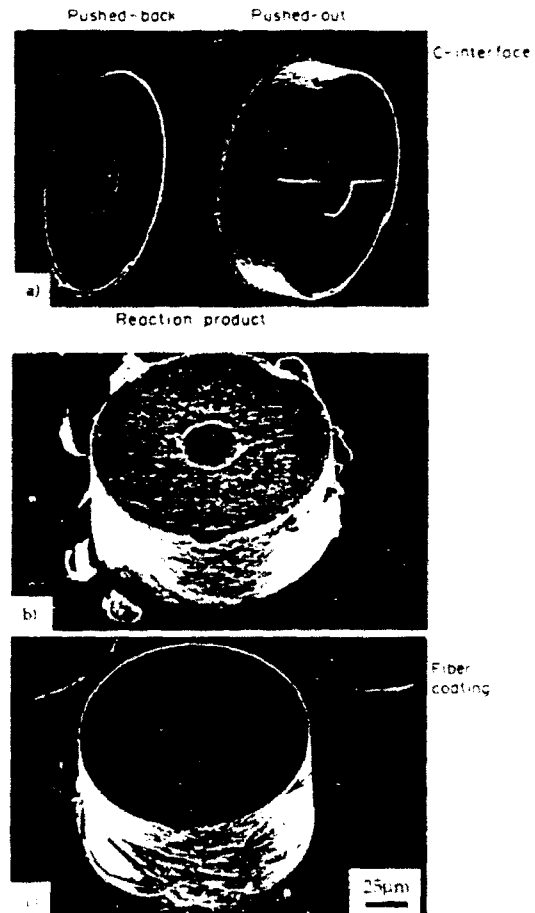 Pushed-back Pushed-out
C-interface
a)
Reaction product
b)
Fiber
coating
25µm